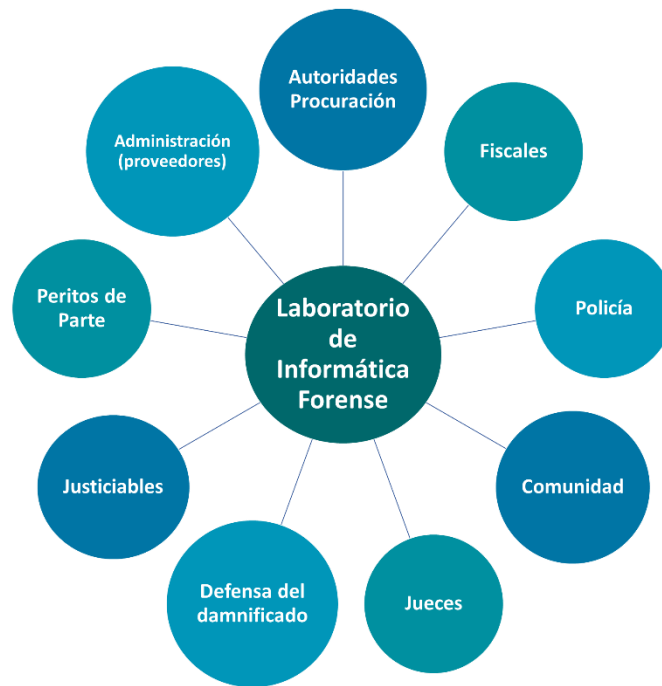 Autoridades
Procuración
Fiscales
Administración
(proveedores)
Policía
Peritos de
Parte
Laboratorio
de
Informática
Forense
Comunidad
Justiciables
Defensa del
damnificado
Jueces